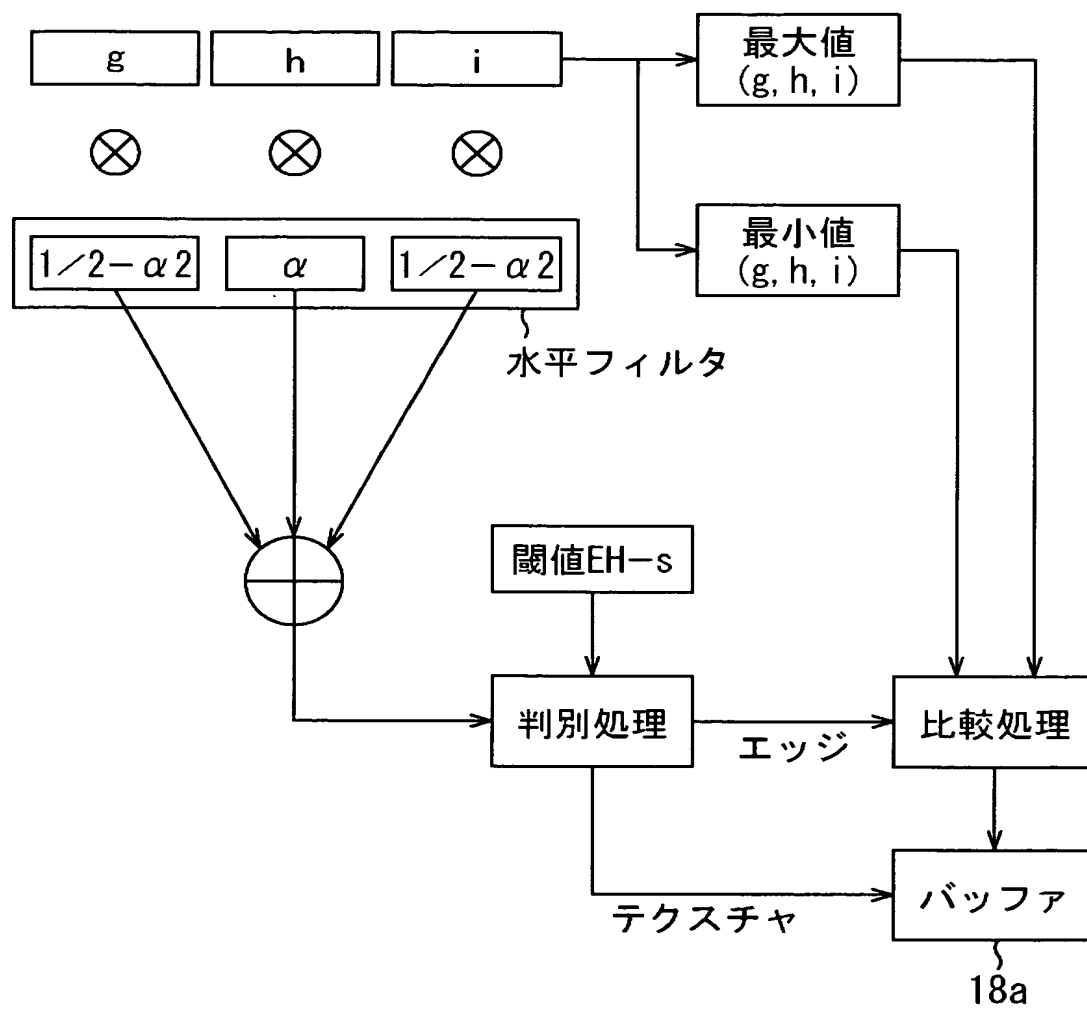 g
h
i
最大値
(g, h, i)
最小値
(g, h, i)
1/2-α2
α
1/2-α2
水平フィルタ
閾値EH-s
判別処理
エッジ
比較処理
テクスチャ
バッファ
18a